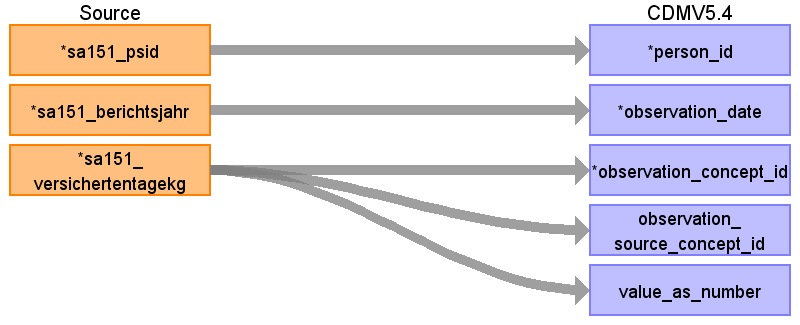 Source
CDMV5.4
*sa151_psid
*person_id
*sa151_berichtsjahr
*observation_date
*sa151_
versichertentagekg
*observation_concept_id
observation_
source_concept_id
value_as_number